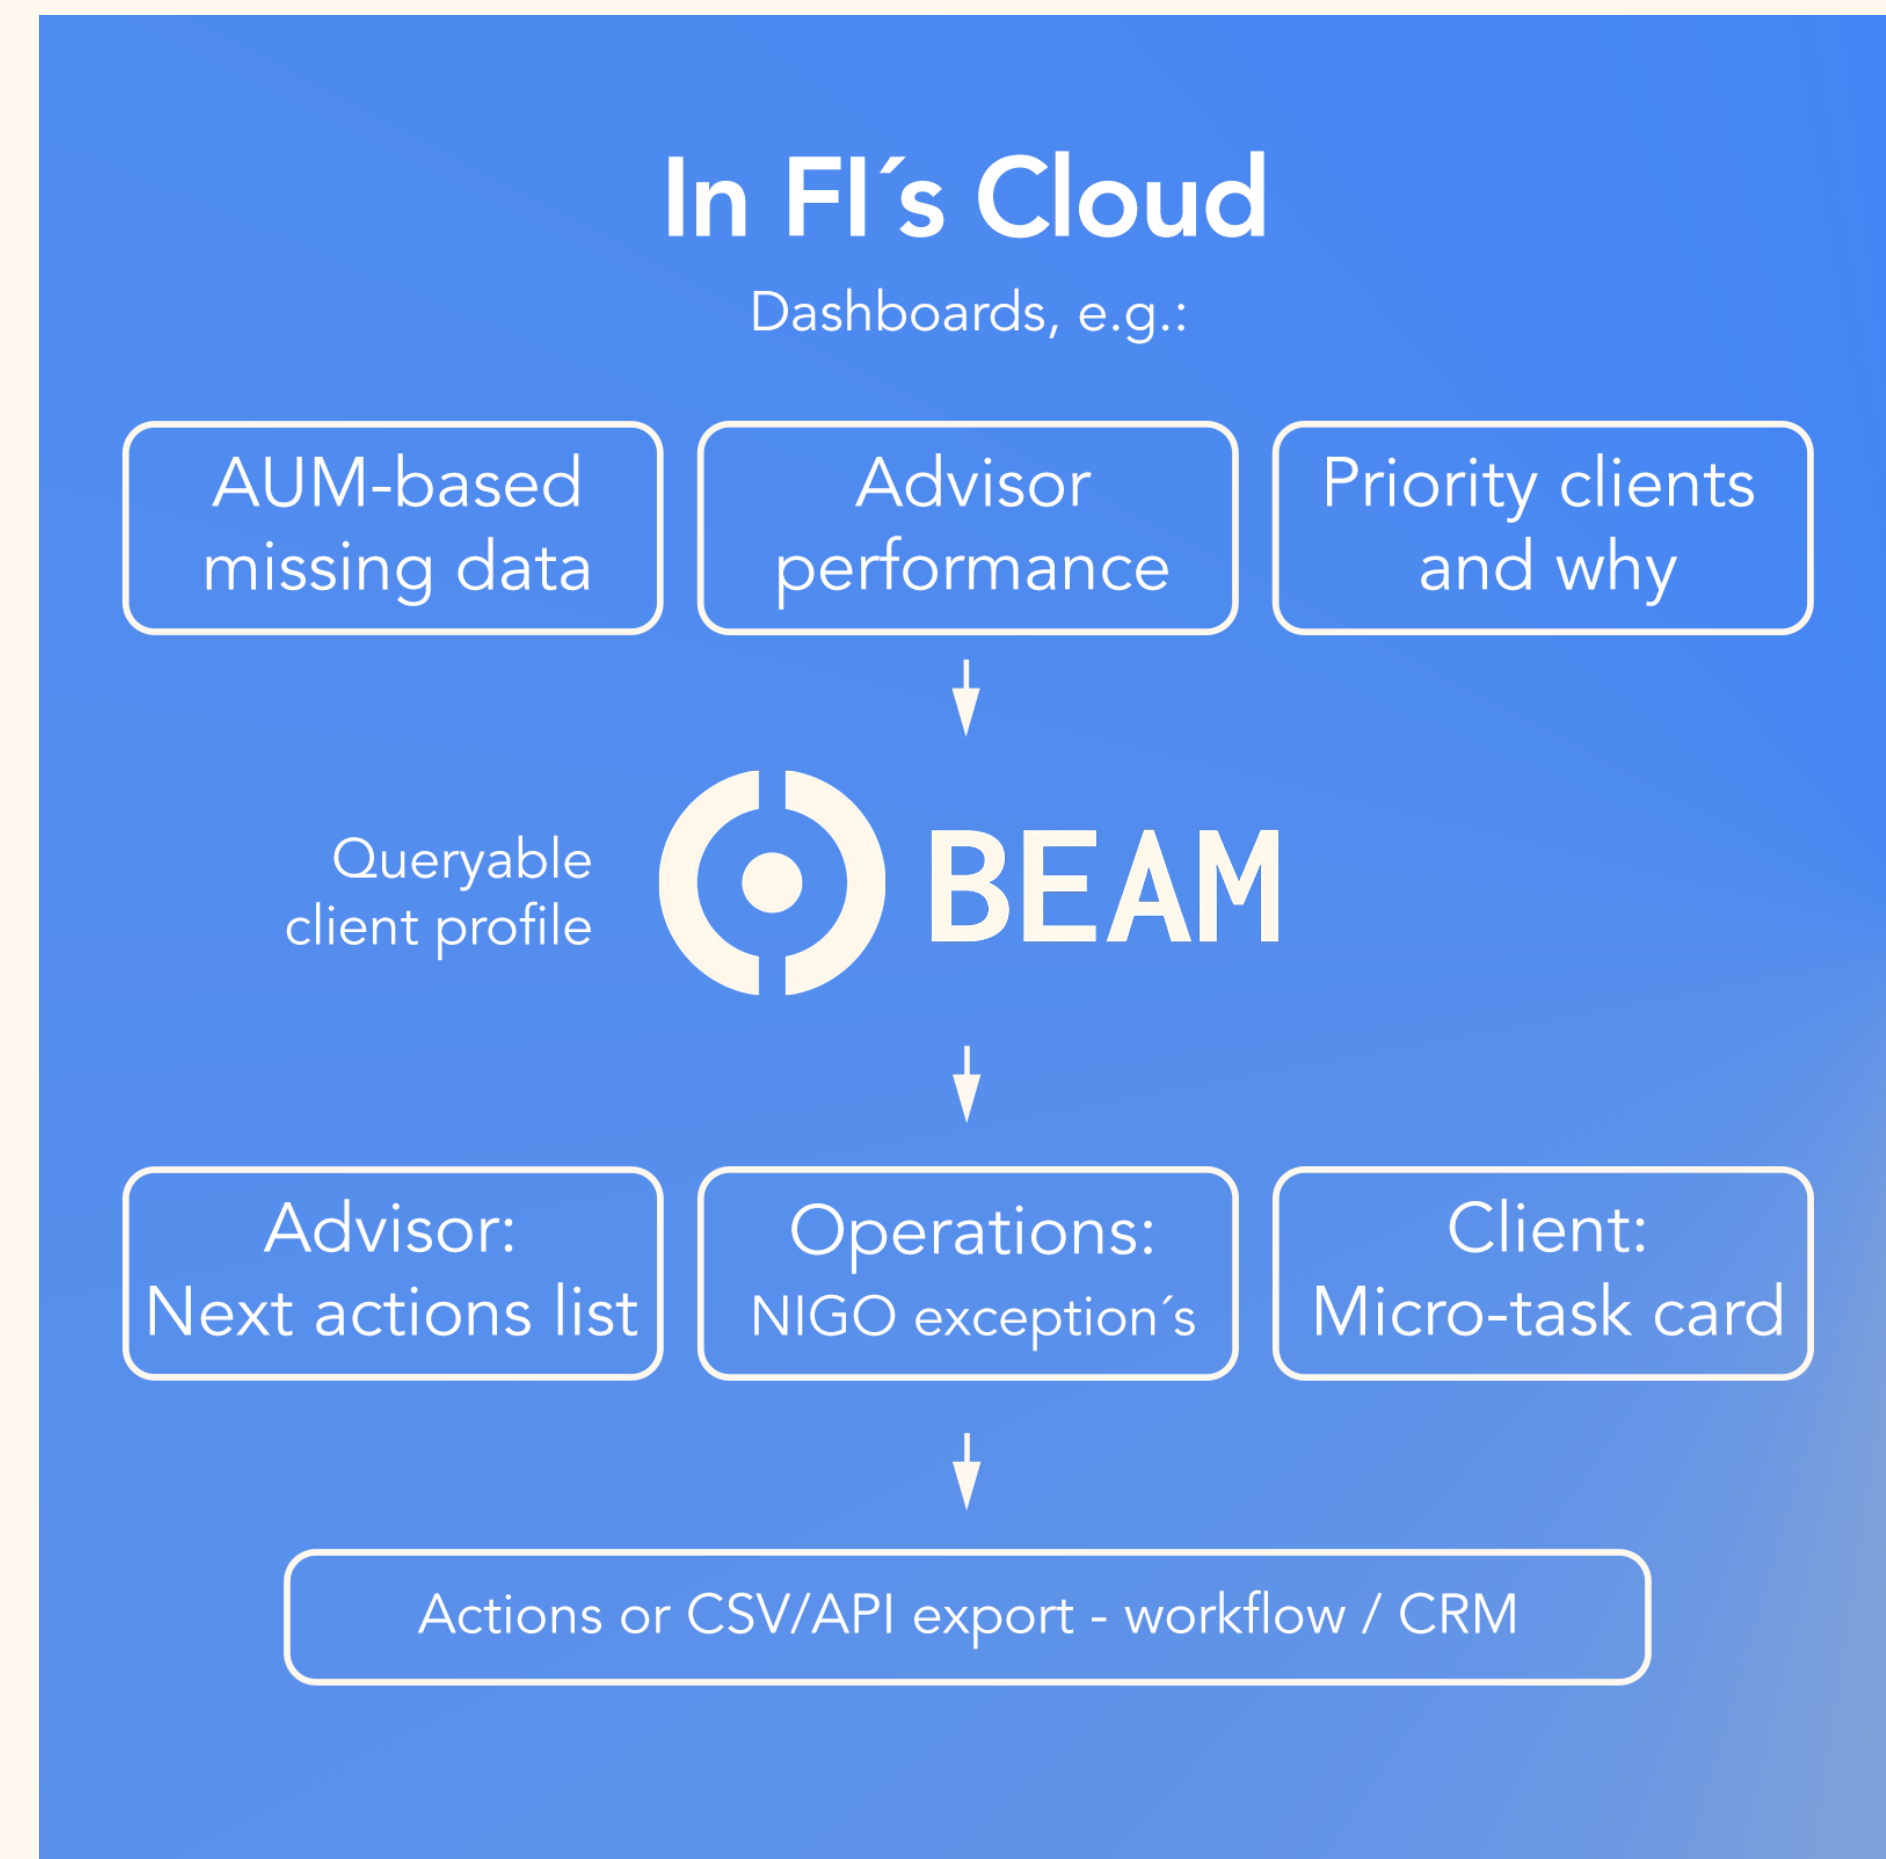 In FI´s Cloud
Dashboards, e.g.:
AUM-based
missing data
Advisor
performance
Priority clients
and why
Queryable
client profile
BEAM
Advisor:
Next actions list
Operations:
NIGO exception´s
Client:
Micro-task card
Actions or CSV/API export - workflow / CRM